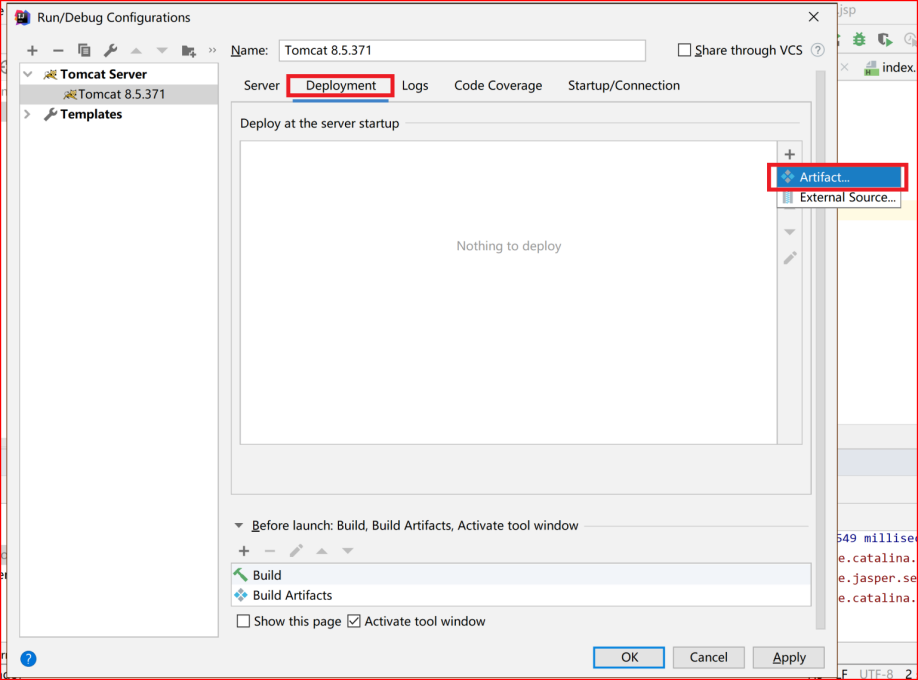 Run/Debug Configurations
.jsp
Name: Tomcat 8.5.371
Share through VCS ?
index.
Tomcat Server
Tomcat 8.5.371
Templates
Server Deployment Logs Code Coverage Startup/Connection
Deploy at the server startup
Artifact...
External Source...
Nothing to deploy
Before launch: Build, Build Artifacts, Activate tool window
Build
Build Artifacts
Show this page Activate tool window
549 millisec
e.catalina.
e.jasper.se
e.catalina.
? OK Cancel Apply
LF UTF-8 2